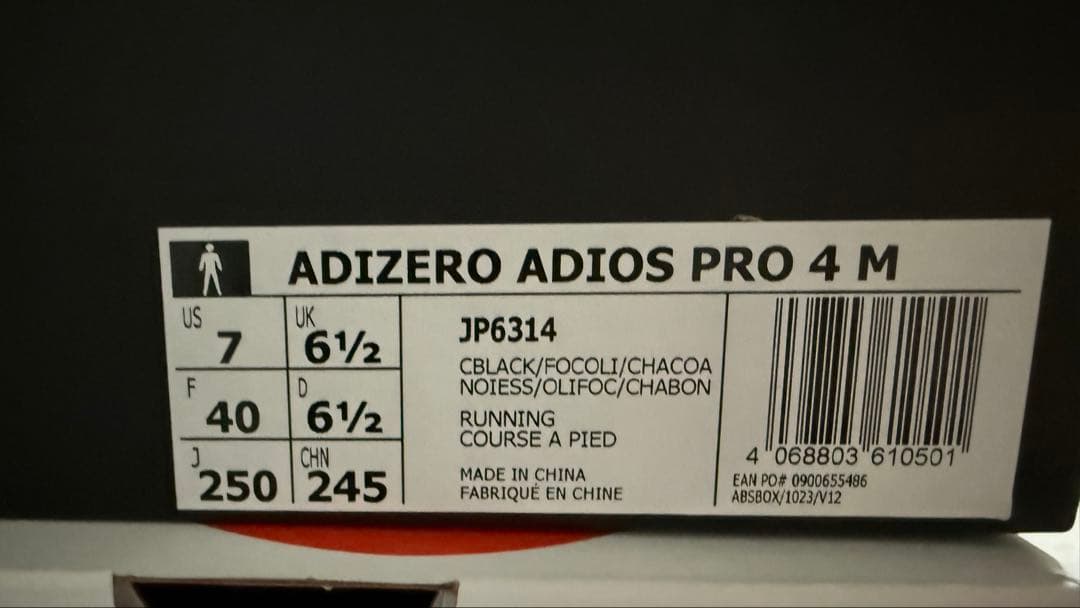 ADIZERO ADIOS PRO 4 M
US 7
UK 6½
F 40
D 6½
J 250
CHN 245
JP6314
CBLACK/FOCOLI/CHACOA
NOIESS/OLIFOC/CHABON
RUNNING
COURSE A PIED
MADE IN CHINA
FABRIQUÉ EN CHINE
4 068803 610501
EAN PO# 0900655486
ABSBOX/1023/V12